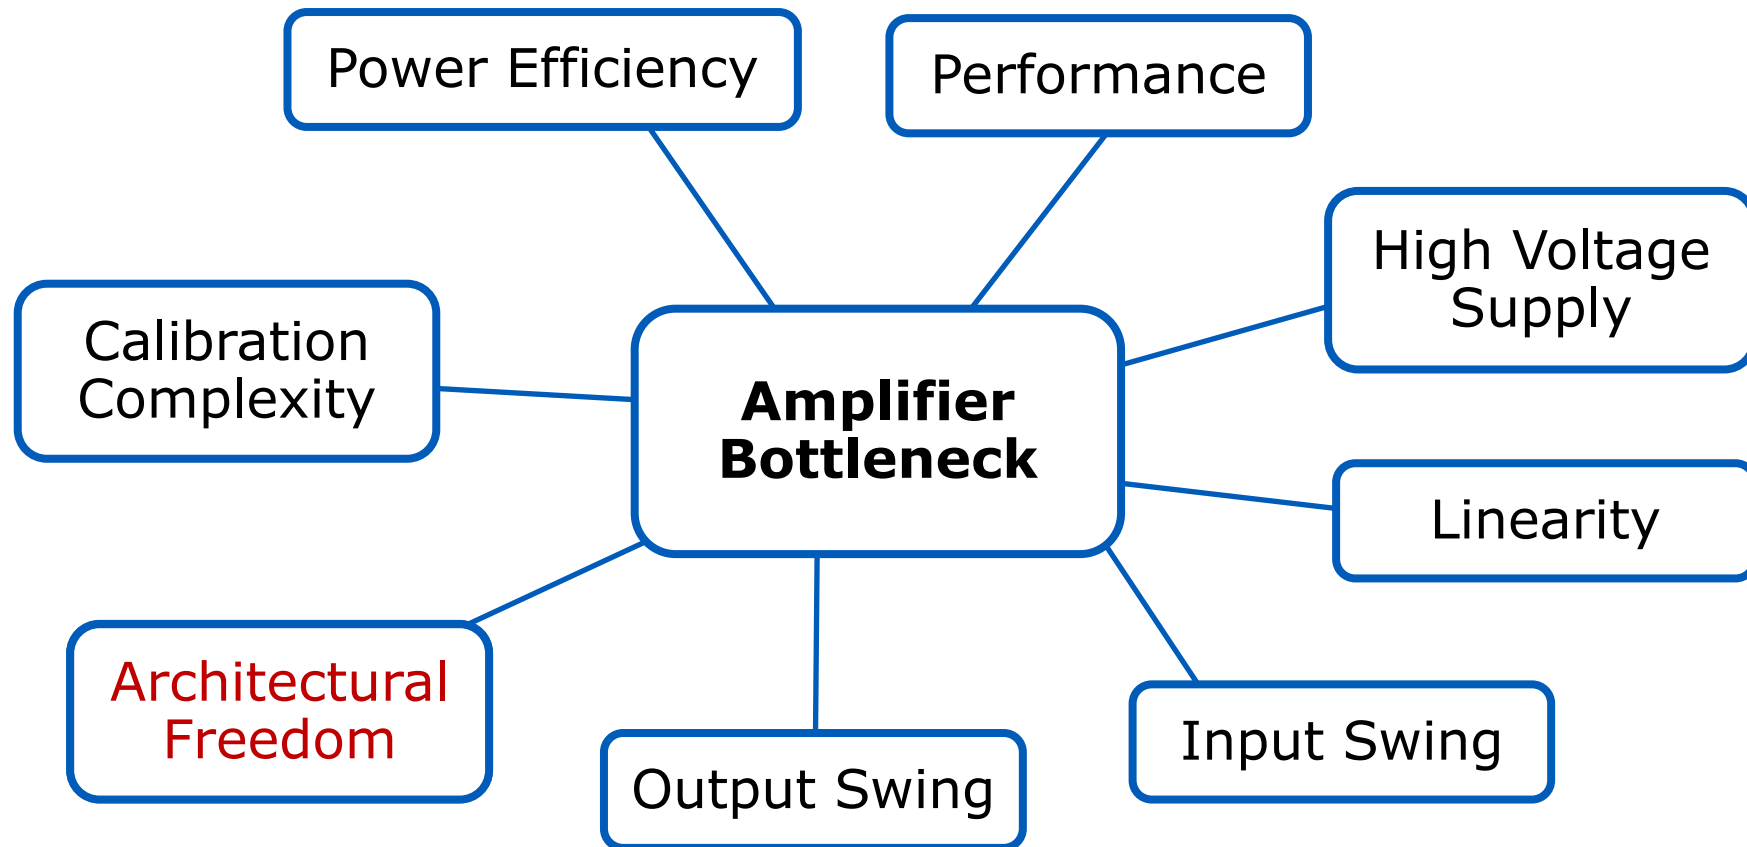 Power Efficiency
Performance
High Voltage
Supply
Calibration
Complexity
Amplifier
Bottleneck
Linearity
Architectural
Freedom
Input Swing
Output Swing